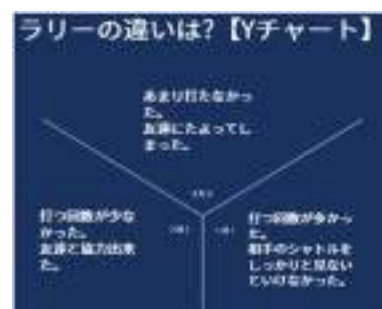 ラリーの違いは?【Yチャート】
あまり打たなかっ
た。
友達にたよってし
まった。
打つ回数が少な
かった。
友達と協力出来
た。
打つ回数が多かっ
た。
相手のシャトルを
しっかりと見ない
といけなかった。